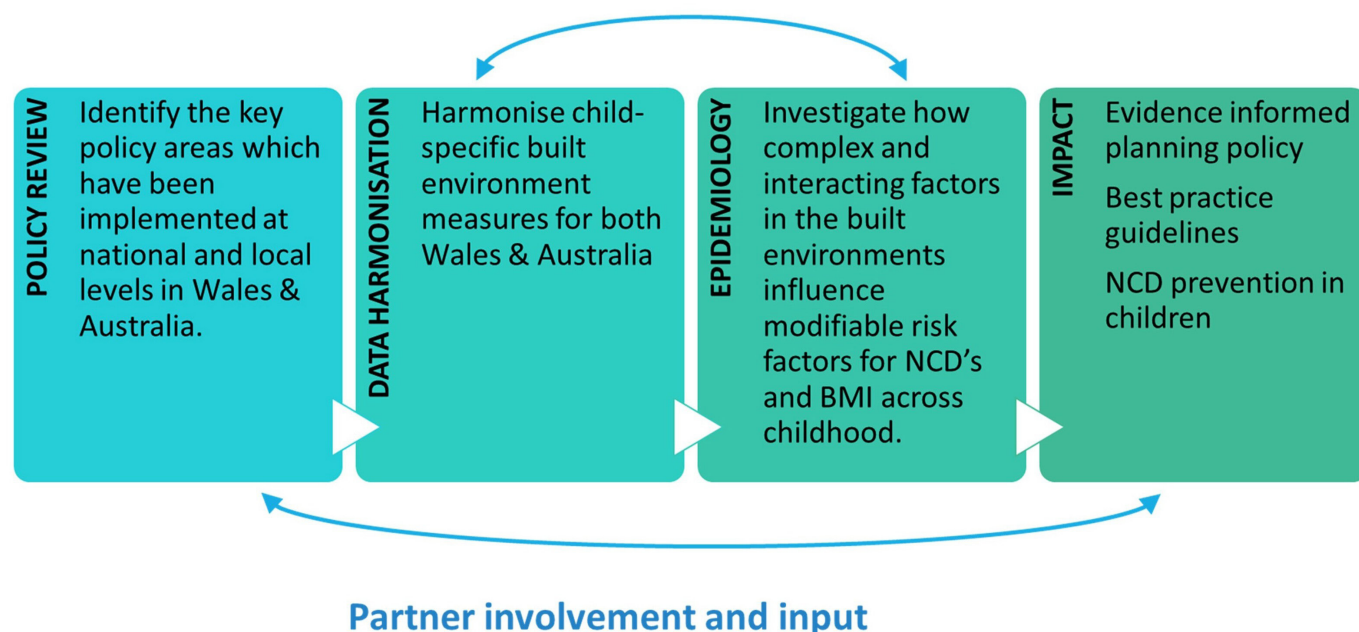 POLICY REVIEW
Identify the key
policy areas which
have been
implemented at
national and local
levels in Wales &
Australia.
DATA HARMONISATION
Harmonise child-
specific built
environment
measures for both
Wales & Australia
EPIDEMIOLOGY
Investigate how
complex and
interacting factors
in the built
environments
influence
modifiable risk
factors for NCD's
and BMI across
childhood.
IMPACT
Evidence informed
planning policy
Best practice
guidelines
NCD prevention in
children
Partner involvement and input